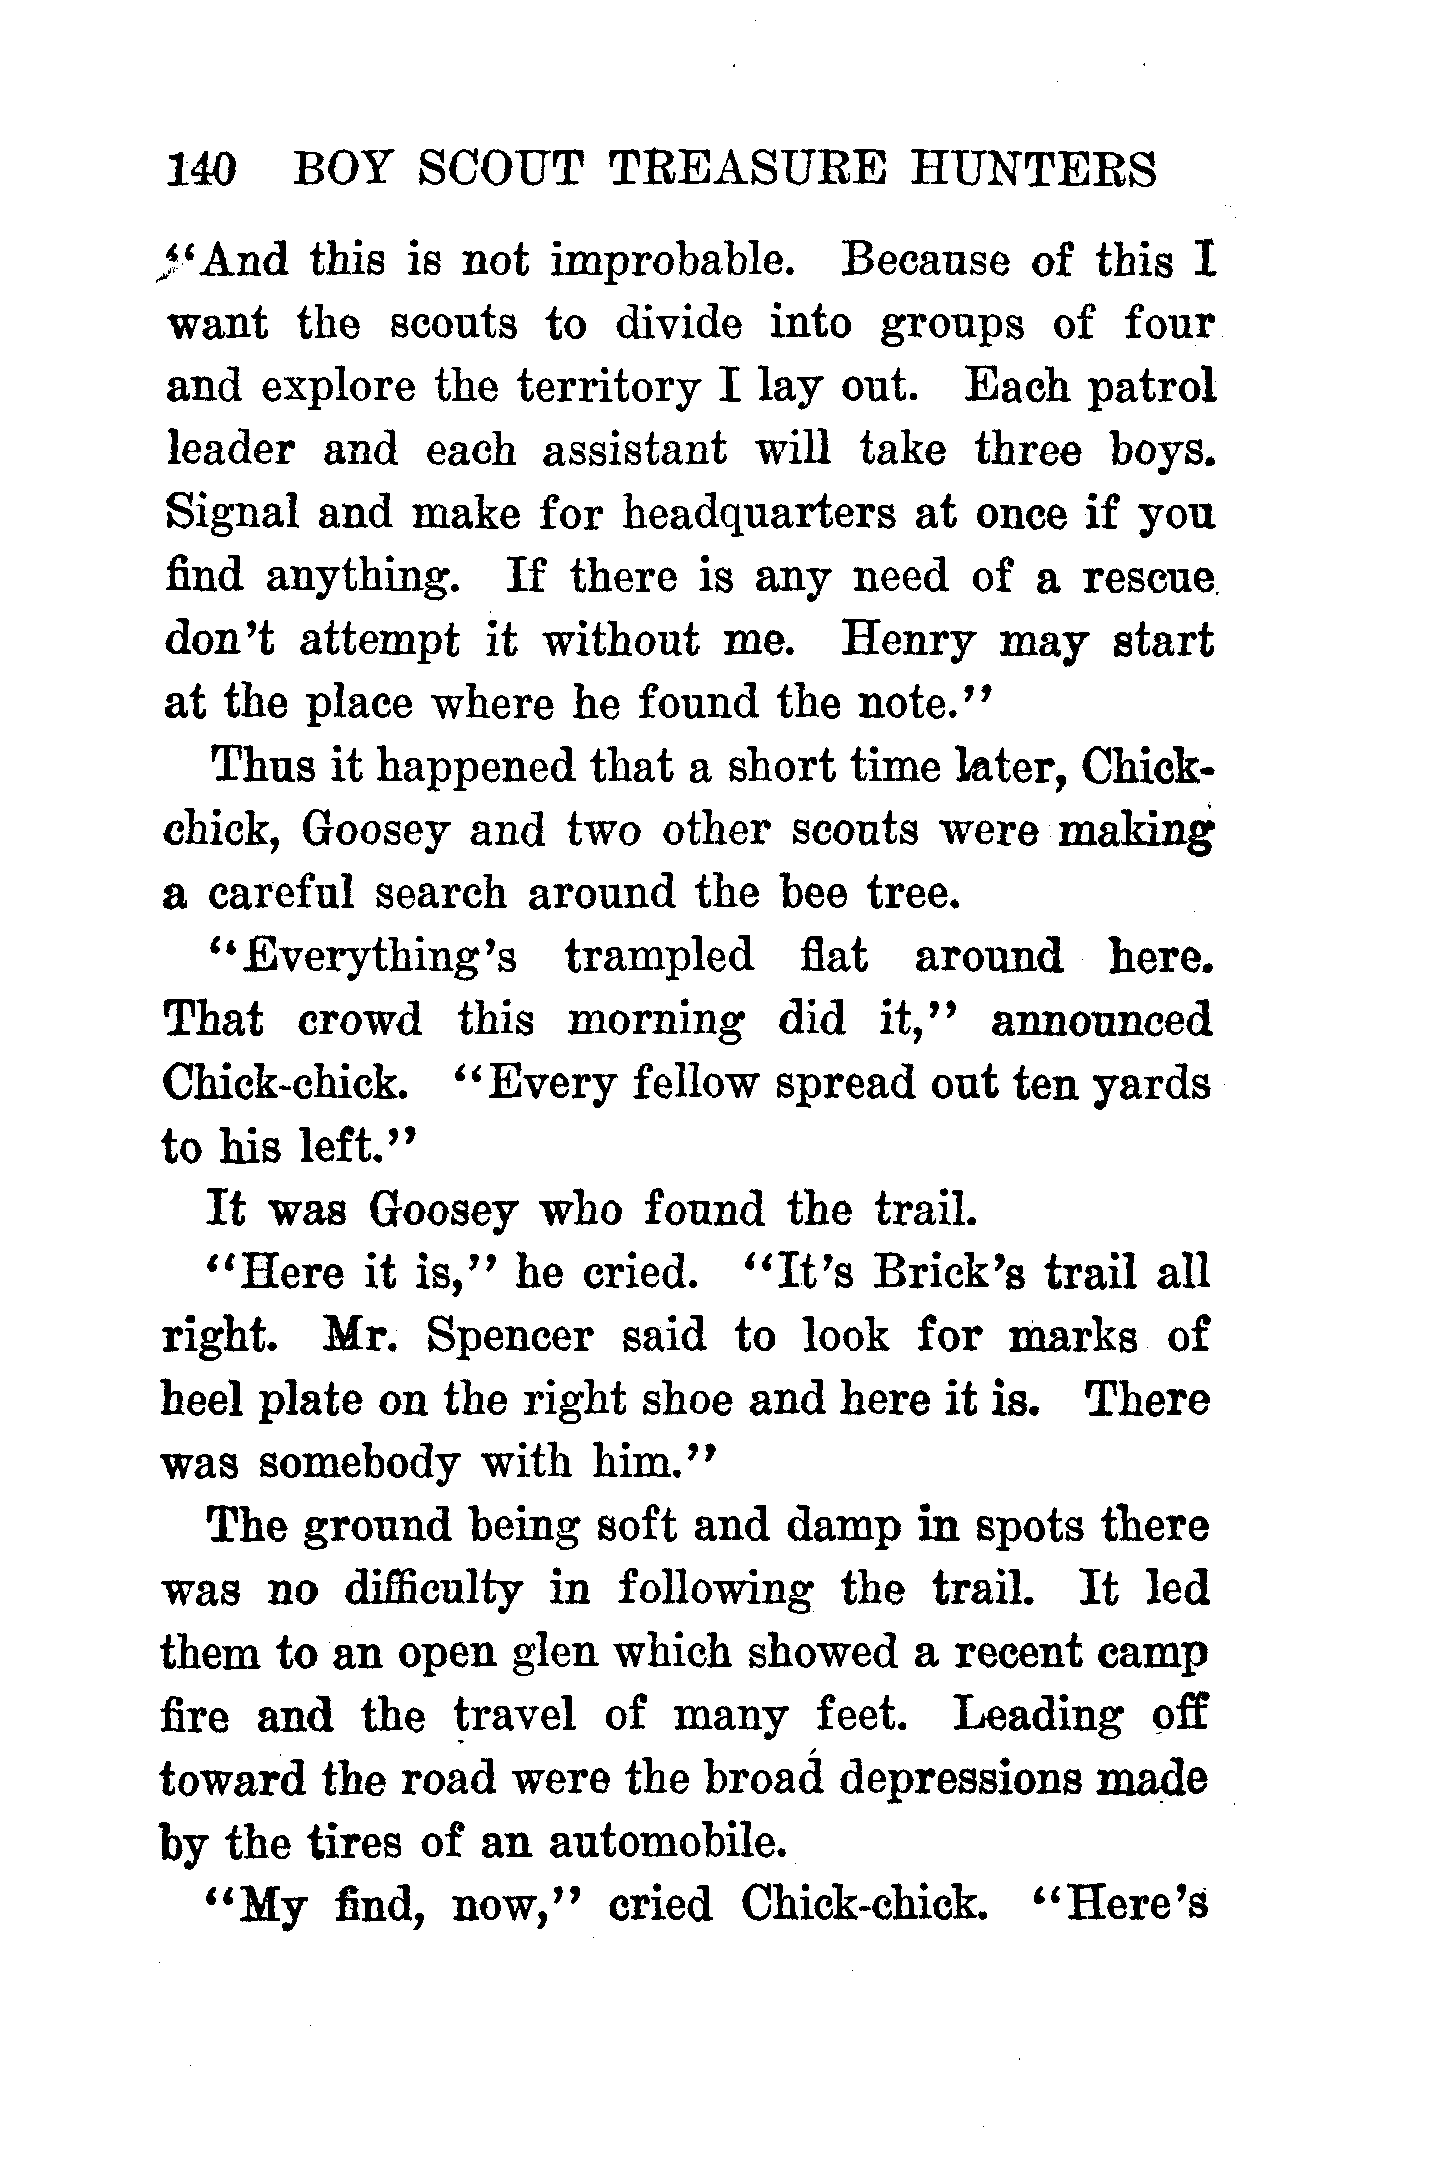 140 BOY SCOUT TREASURE HUNTERS
"And this is not improbable. Because of this I
want the scouts to divide into groups of four
and explore the territory I lay out. Each patrol
leader and each assistant will take three boys.
Signal and make for headquarters at once if you
find anything. If there is any need of a rescue
don't attempt it without me. Henry may start
at the place where he found the note."
Thus it happened that a short time later, Chick-
chick, Goosey and two other scouts were making
a careful search around the bee tree.
"Everything's trampled flat around here.
That crowd this morning did it," announced
Chick-chick. "Every fellow spread out ten yards
to his left."
It was Goosey who found the trail.
"Here it is," he cried. "It's Brick's trail all
right. Mr. Spencer said to look for marks of
heel plate on the right shoe and here it is. There
was somebody with him."
The ground being soft and damp in spots there
was no difficulty in following the trail. It led
them to an open glen which showed a recent camp
fire and the travel of many feet. Leading off
toward the road were the broad depressions made
by the tires of an automobile.
"My find, now," cried Chick-chick. "Here's